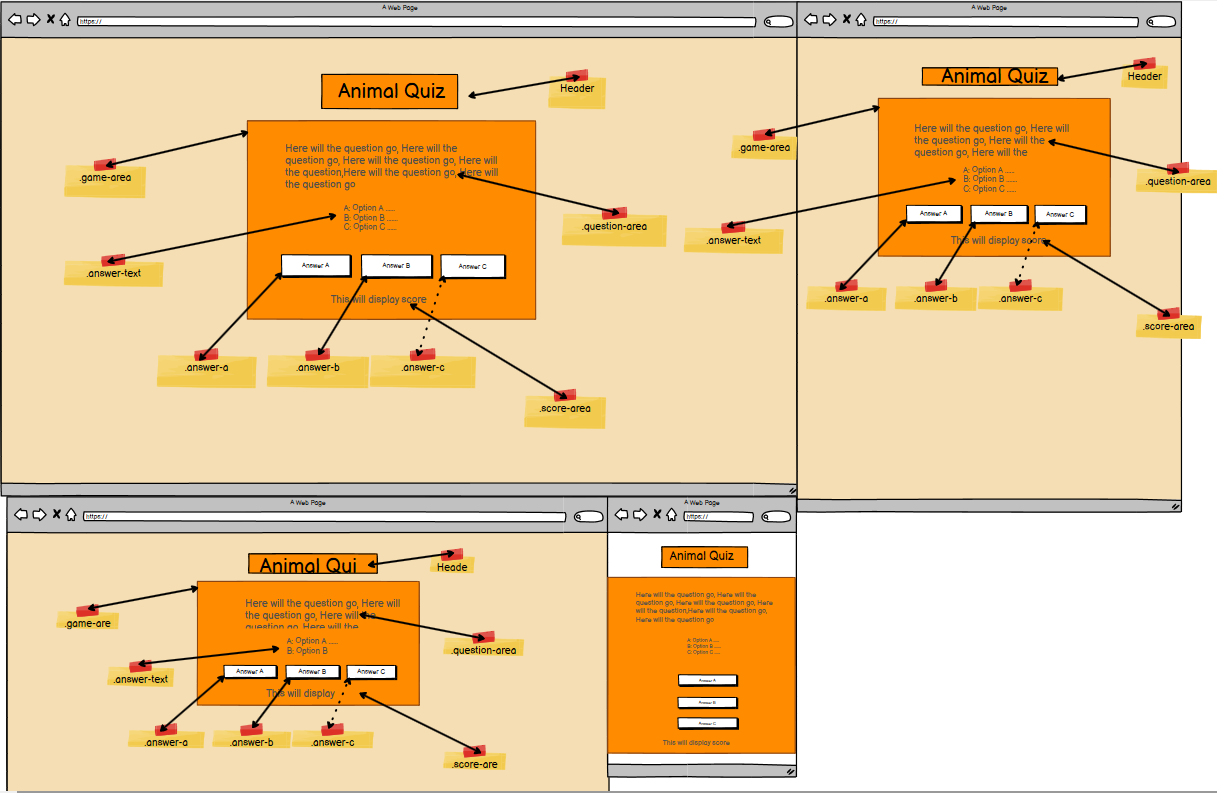 A Web Page
https://
Animal Quiz
Header
.game-area
Here will the question go, Here will the
question go, Here will the question go, Here will
the question,Here will the question go, Here will
the question go
A: Option A .....
B: Option B .....
C: Option C .....
.question-area
.answer-text
Answer A
Answer B
Answer C
This will display score
.answer-a
.answer-b
.answer-c
.score-area
A Web Page
https://
Animal Quiz
Header
.game-area
Here will the question go, Here will
the question go, Here will the
question go, Here will the
A: Option A .....
B: Option B .....
C: Option C .....
.question-area
.answer-text
Answer A
Answer B
Answer C
This will display score
.answer-a
.answer-b
.answer-c
.score-area
A Web Page
https://
Animal Qui
Heade
.game-are
Here will the question go, Here will
the question go, Here will the
question go, Here will the
A: Option A .....
B: Option B
.question-area
.answer-text
Answer A
Answer B
Answer C
This will display
.answer-a
.answer-b
.answer-c
.score-are
A Web Page
https://
Animal Quiz
Here will the question go, Here will the
question go, Here will the question go, Here
will the question,Here will the question go,
Here will the question go
A: Option A .....
B: Option B .....
C: Option C .....
Answer A
Answer B
Answer C
This will display score